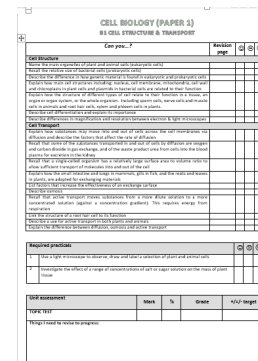 CELL BIOLOGY (PAPER 1)
B1 CELL STRUCTURE & TRANSPORT
Can you...?
Revision
page
Cell Structure
Name the main organelles of plant and animal cells (eukaryotic cells)
Recall the relative size of bacterial cells (prokaryotic cells)
Describe the difference in how genetic material is found in eukaryotic and prokaryotic cells
Explain how main cell structures including: nucleus, cell membrane, mitochondria, cell wall
and chloroplasts in plant cells and plasmids in bacterial cells are related to their function
Explain how the structure of different types of cell relate to their function in a tissue, an
organ or organ system, or the whole organism. Including sperm cells, nerve cells and muscle
cells in animals and root hair cells, xylem and phloem cells in plants.
Describe cell differentiation and explain its importance
Describe the differences in magnification and resolution between electron & light microscopes
Cell Transport
Explain how substances may move into and out of cells across the cell membranes via
diffusion and describe the factors that affect the rate of diffusion
Recall that some of the substances transported in and out of cells by diffusion are oxygen
and carbon dioxide in gas exchange, and of the waste product urea from cells into the blood
plasma for excretion in the kidney
Recall that a single-celled organism has a relatively large surface area to volume ratio to
allow sufficient transport of molecules into and out of the cell
Explain how the small intestine and lungs in mammals, gills in fish, and the roots and leaves
in plants, are adapted for exchanging materials
List factors that increase the effectiveness of an exchange surface
Describe osmosis
Recall that active transport moves substances from a more dilute solution to a more
concentrated solution (against a concentration gradient). This requires energy from
respiration
Link the structure of a root hair cell to its function
Describe a use for active transport in both plants and animals
Explain the difference between diffusion, osmosis and active transport
Required practicals:
1 Use a light microscope to observe, draw and label a selection of plant and animal cells
2 Investigate the effect of a range of concentrations of salt or sugar solution on the mass of plant
tissue
Unit assessment
Mark % Grade +/=/- target
TOPIC TEST
Things I need to revise to progress: